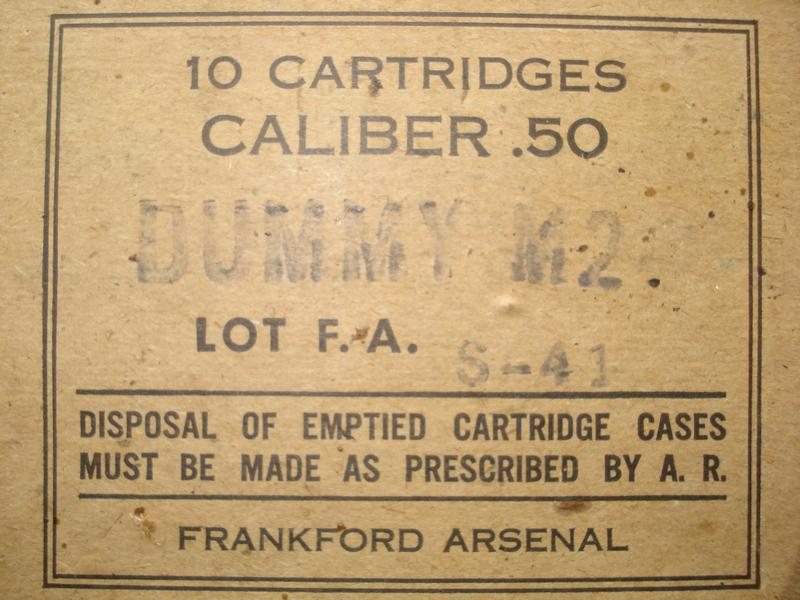 10 CARTRIDGES
CALIBER .50
DUMMY M2
LOT F. A. S-41
DISPOSAL OF EMPTIED CARTRIDGE CASES
MUST BE MADE AS PRESCRIBED BY A. R.
FRANKFORD ARSENAL